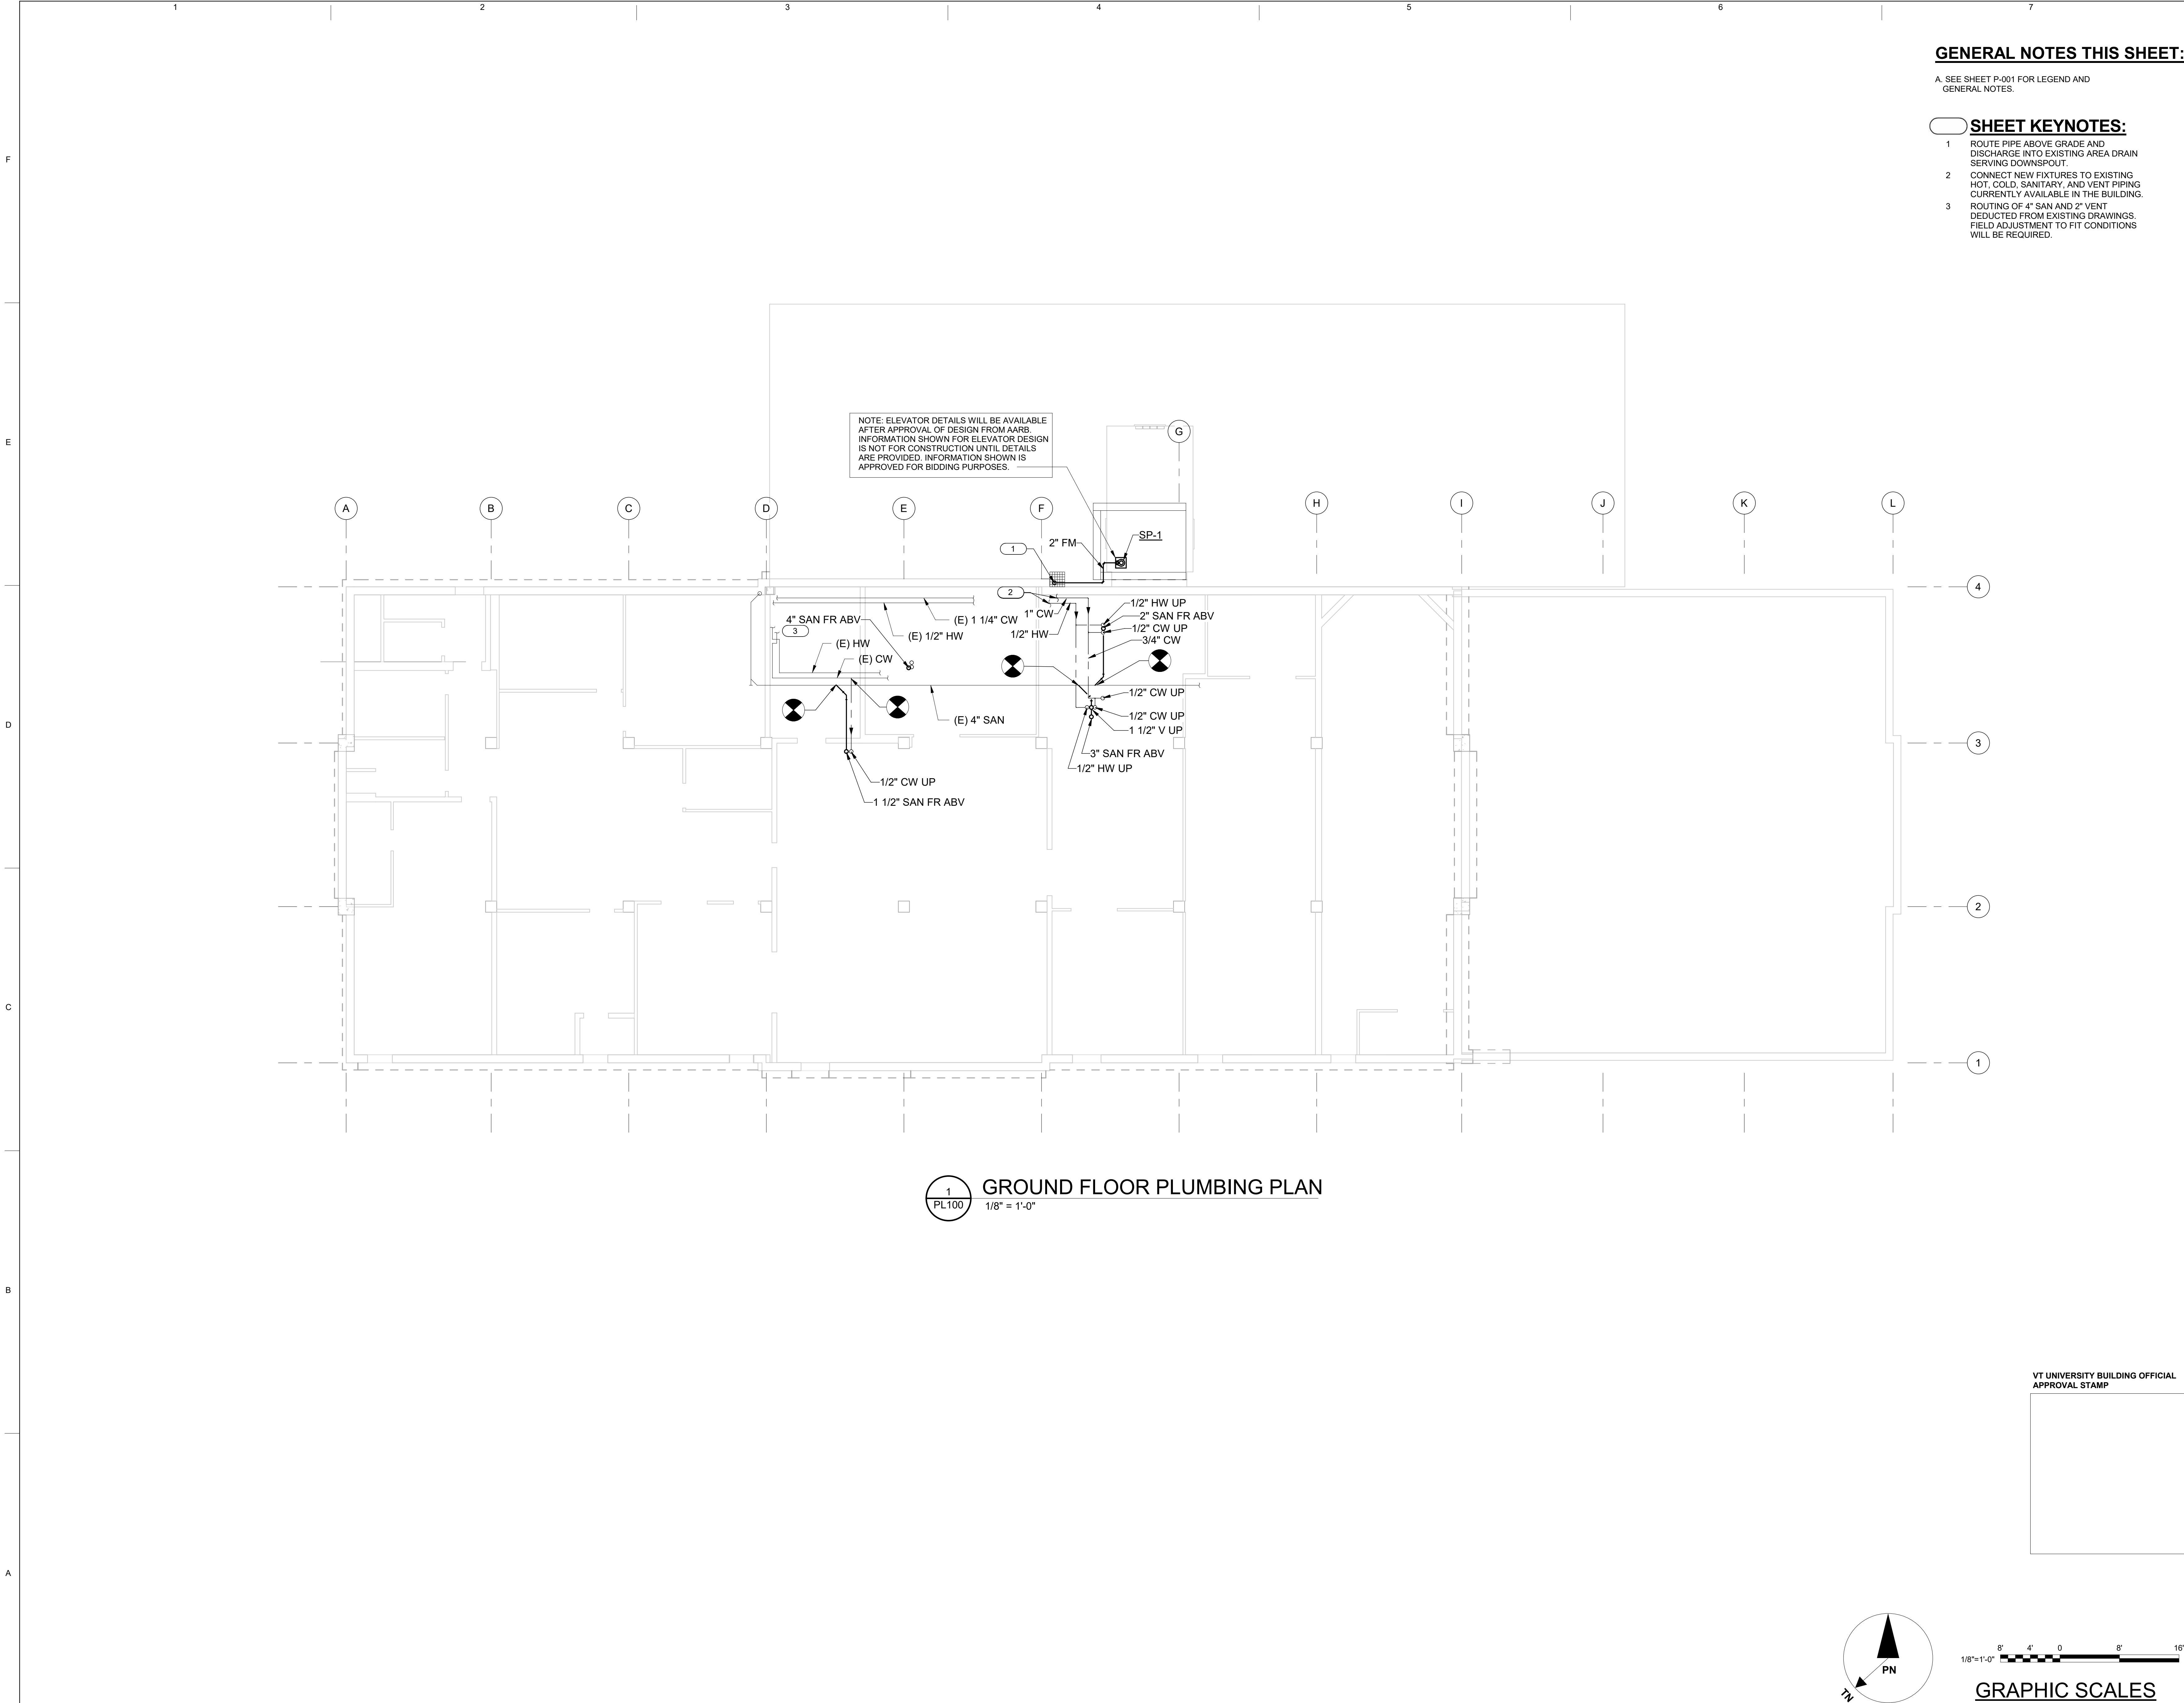 1 2 3 4 5 6 7
F
E
D
C
B
A
GENERAL NOTES THIS SHEET:
A. SEE SHEET P-001 FOR LEGEND AND
GENERAL NOTES.
SHEET KEYNOTES:
1 ROUTE PIPE ABOVE GRADE AND
DISCHARGE INTO EXISTING AREA DRAIN
SERVING DOWNSPOUT.
2 CONNECT NEW FIXTURES TO EXISTING
HOT, COLD, SANITARY, AND VENT PIPING
CURRENTLY AVAILABLE IN THE BUILDING.
3 ROUTING OF 4" SAN AND 2" VENT
DEDUCTED FROM EXISTING DRAWINGS.
FIELD ADJUSTMENT TO FIT CONDITIONS
WILL BE REQUIRED.
NOTE: ELEVATOR DETAILS WILL BE AVAILABLE
AFTER APPROVAL OF DESIGN FROM AARB.
INFORMATION SHOWN FOR ELEVATOR DESIGN
IS NOT FOR CONSTRUCTION UNTIL DETAILS
ARE PROVIDED. INFORMATION SHOWN IS
APPROVED FOR BIDDING PURPOSES.
G
A B C D E F H I J K L
SP-1
2" FM
1
4
2
1" CW
1/2" HW
1/2" HW UP
2" SAN FR ABV
1/2" CW UP
3/4" CW
4" SAN FR ABV
3
(E) 1 1/4" CW
(E) 1/2" HW
(E) HW
(E) CW
(E) 4" SAN
1/2" CW UP
1/2" CW UP
1 1/2" V UP
3" SAN FR ABV
1/2" HW UP
1/2" CW UP
1 1/2" SAN FR ABV
3
2
1
1
PL100
GROUND FLOOR PLUMBING PLAN
1/8" = 1'-0"
VT UNIVERSITY BUILDING OFFICIAL
APPROVAL STAMP
PN
TN
8' 4' 0 8' 16'
1/8"=1'-0"
GRAPHIC SCALES